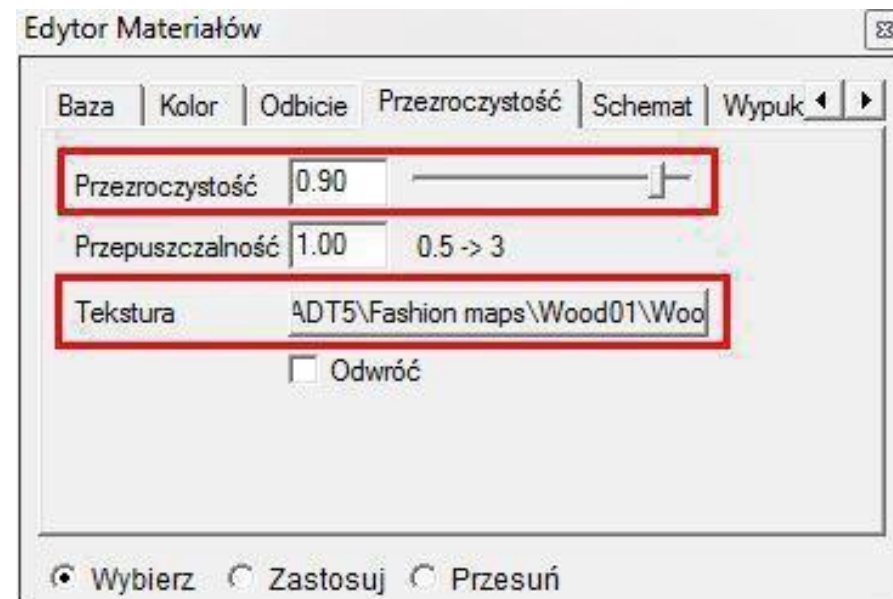 Edytor Materiałów
Baza Kolor Odbicie Przezroczystość Schemat Wypuk
Przezroczystość 0.90
Przepuszczalność 1.00 0.5 -> 3
Tekstura ADT5\Fashion maps\Wood01\Woo
Odwróć
Wybierz Zastosuj Przesuń